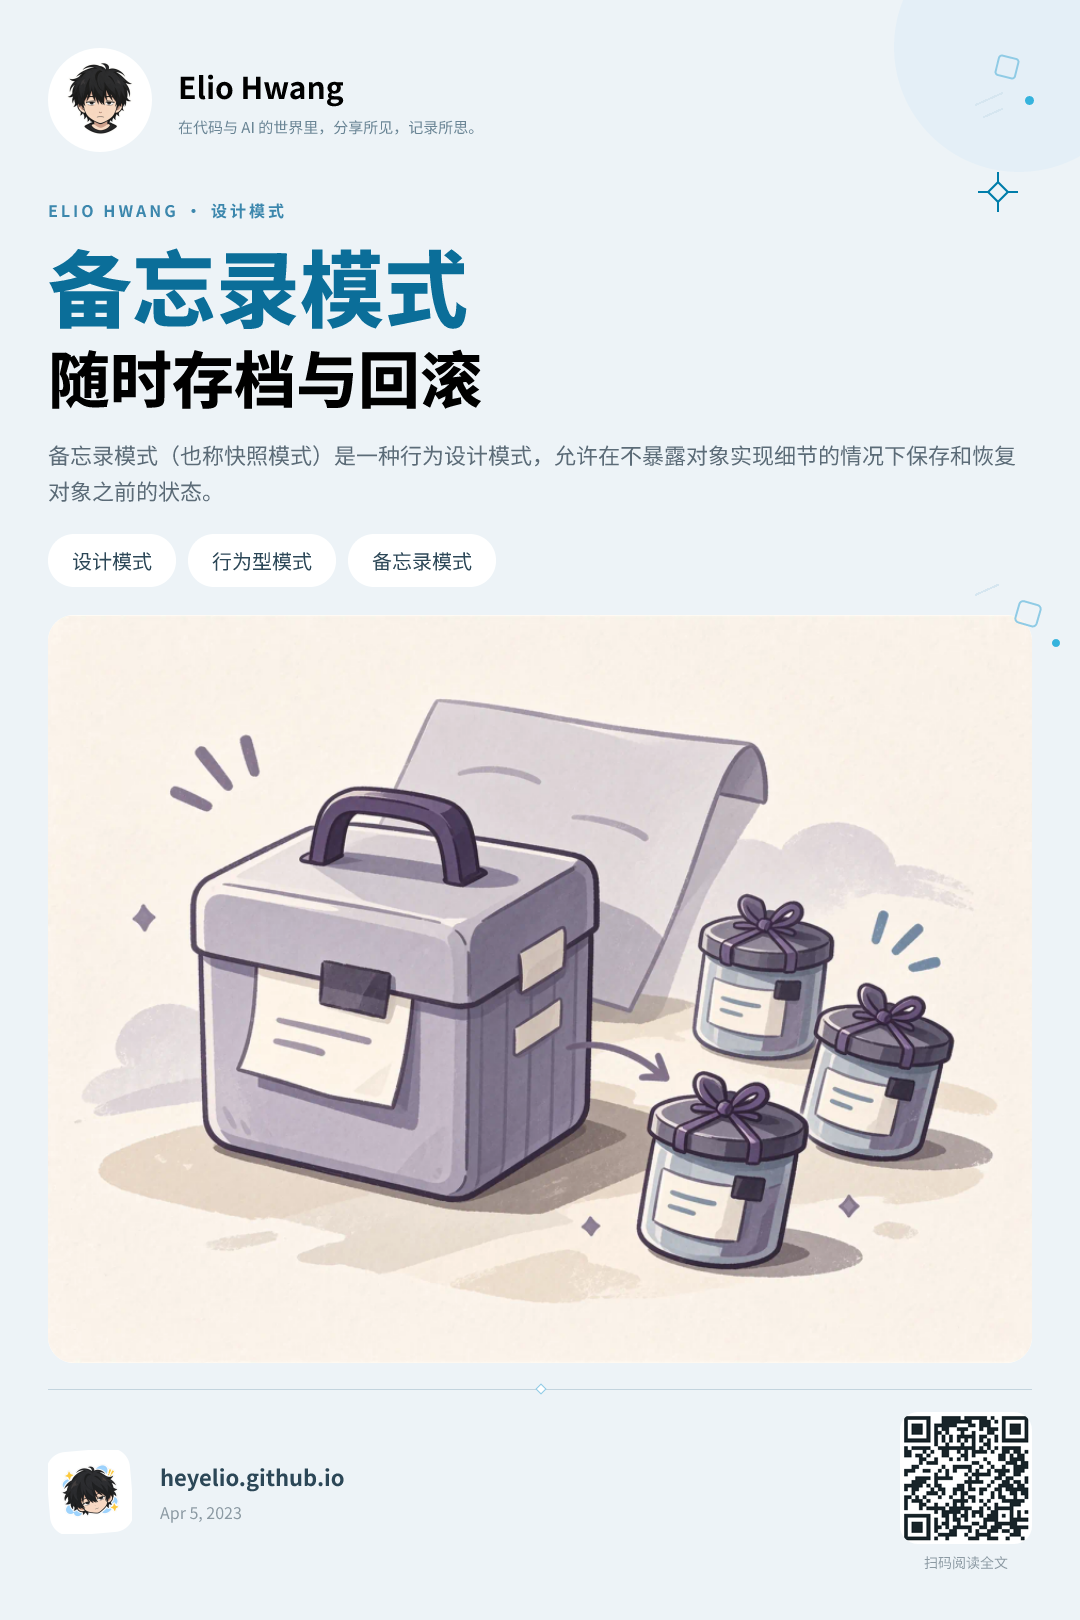 Elio Hwang
在代码与 AI 的世界里，分享所见，记录所思。
ELIO HWANG • 设计模式
备忘录模式
随时存档与回滚
备忘录模式（也称快照模式）是一种行为设计模式，允许在不暴露对象实现细节的情况下保存和恢复
对象之前的状态。
设计模式 行为型模式 备忘录模式
heyelio.github.io
Apr 5, 2023
扫码阅读全文